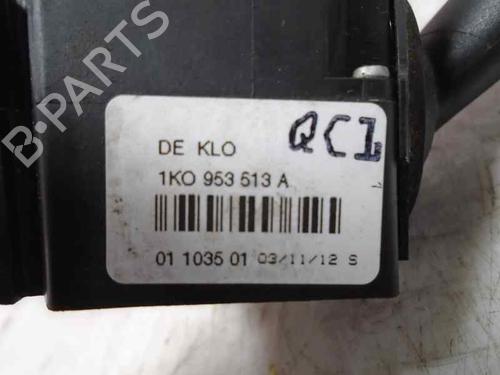 DE KLO
QC1
1KO 953 513 A
01 1035 01 03/11/12 S
B-PARTS